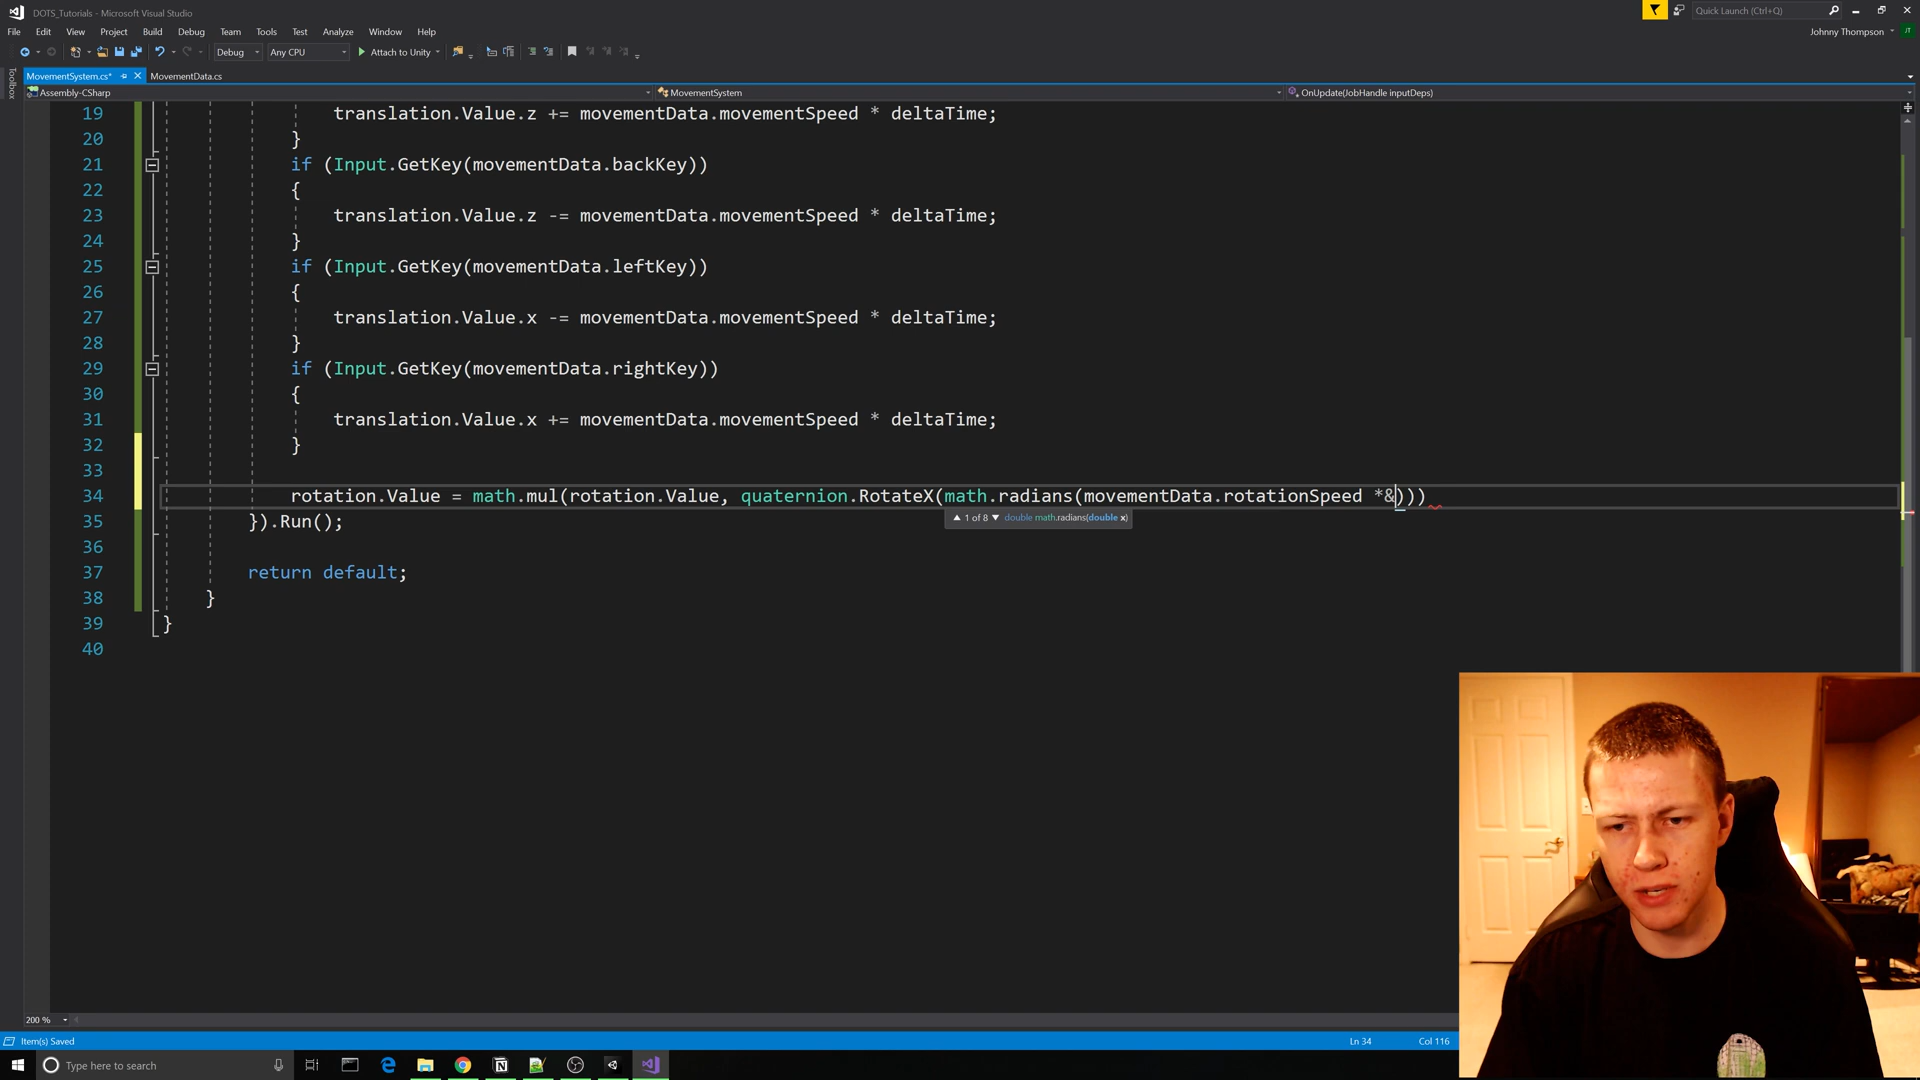 DOTS_Tutorials - Microsoft Visual Studio
Quick Launch (Ctrl+Q)
File Edit View Project Build Debug Team Tools Test Analyze Window Help
Johnny Thompson
JT
Debug Any CPU Attach to Unity
Toolbox
MovementSystem.cs* MovementData.cs
Assembly-CSharp MovementSystem OnUpdate(JobHandle inputDeps)
19 translation.Value.z += movementData.movementSpeed * deltaTime;
20 }
21 if (Input.GetKey(movementData.backKey))
22 {
23 translation.Value.z -= movementData.movementSpeed * deltaTime;
24 }
25 if (Input.GetKey(movementData.leftKey))
26 {
27 translation.Value.x -= movementData.movementSpeed * deltaTime;
28 }
29 if (Input.GetKey(movementData.rightKey))
30 {
31 translation.Value.x += movementData.movementSpeed * deltaTime;
32 }
33
34 rotation.Value = math.mul(rotation.Value, quaternion.RotateX(math.radians(movementData.rotationSpeed *&)))
1 of 8 double math.radians(double x)
35 }).Run();
36
37 return default;
38 }
39 }
40
200 %
Item(s) Saved Ln 34 Col 116
Type here to search